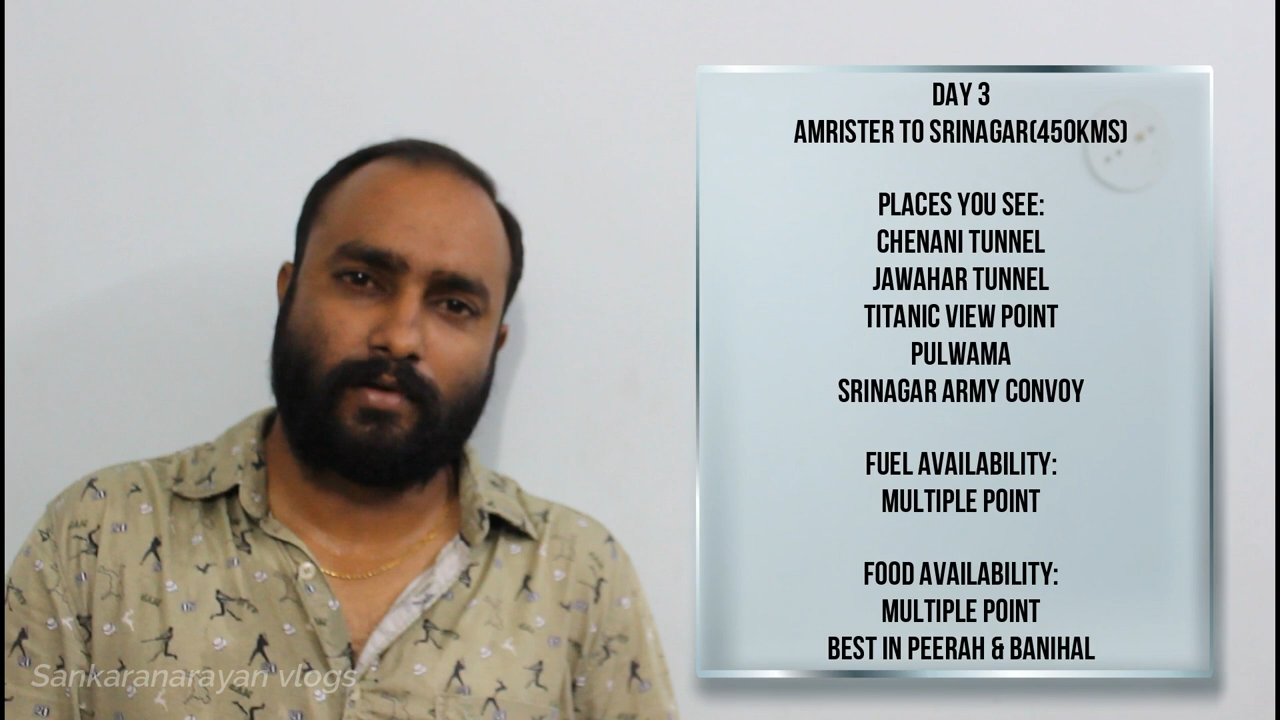 DAY 3
AMRISTER TO SRINAGAR(450KMS)
PLACES YOU SEE:
CHENANI TUNNEL
JAWAHAR TUNNEL
TITANIC VIEW POINT
PULWAMA
SRINAGAR ARMY CONVOY
FUEL AVAILABILITY:
MULTIPLE POINT
FOOD AVAILABILITY:
MULTIPLE POINT
BEST IN PEERAH & BANIHAL
Sankaranarayan vlogs